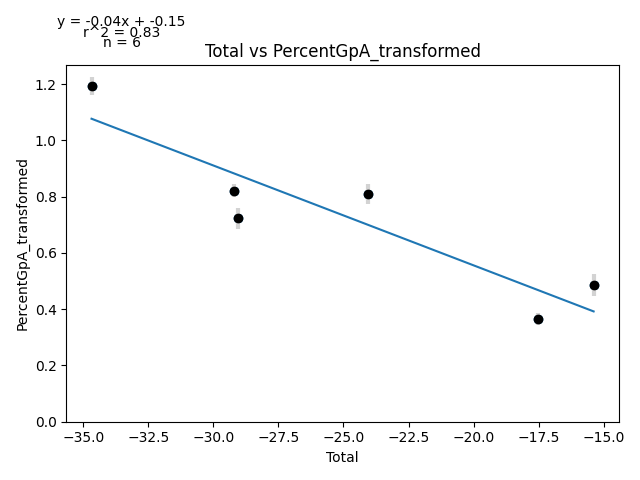 y = -0.04x + -0.15
r^2 = 0.83
n = 6
Total vs PercentGpA_transformed
PercentGpA_transformed
1.2
1.0
0.8
0.6
0.4
0.2
0.0
−35.0 −32.5 −30.0 −27.5 −25.0 −22.5 −20.0 −17.5 −15.0
Total